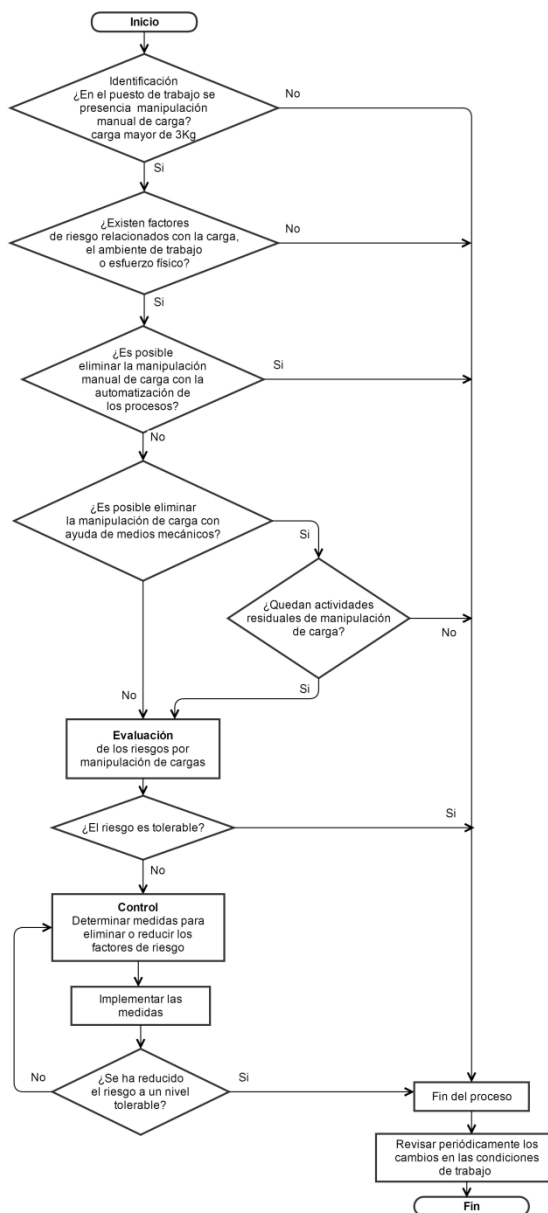 Inicio
Identificación
¿En el puesto de trabajo se
presencia manipulación
manual de carga?
carga mayor de 3Kg
No
Si
¿Existen factores
de riesgo relacionados con la carga,
el ambiente de trabajo
o esfuerzo físico?
No
Si
¿Es posible
eliminar la manipulación
manual de carga con la
automatización de
los procesos?
Si
No
¿Es posible eliminar
la manipulación de carga con
ayuda de medios mecánicos?
Si
¿Quedan actividades
residuales de manipulación
de carga?
No
Si
No
Evaluación
de los riesgos por
manipulación de cargas
¿El riesgo es tolerable?
Si
No
Control
Determinar medidas para
eliminar o reducir los
factores de riesgo
Implementar las
medidas
¿Se ha reducido
el riesgo a un nivel
tolerable?
No
Si
Fin del proceso
Revisar periódicamente los
cambios en las condiciones
de trabajo
Fin